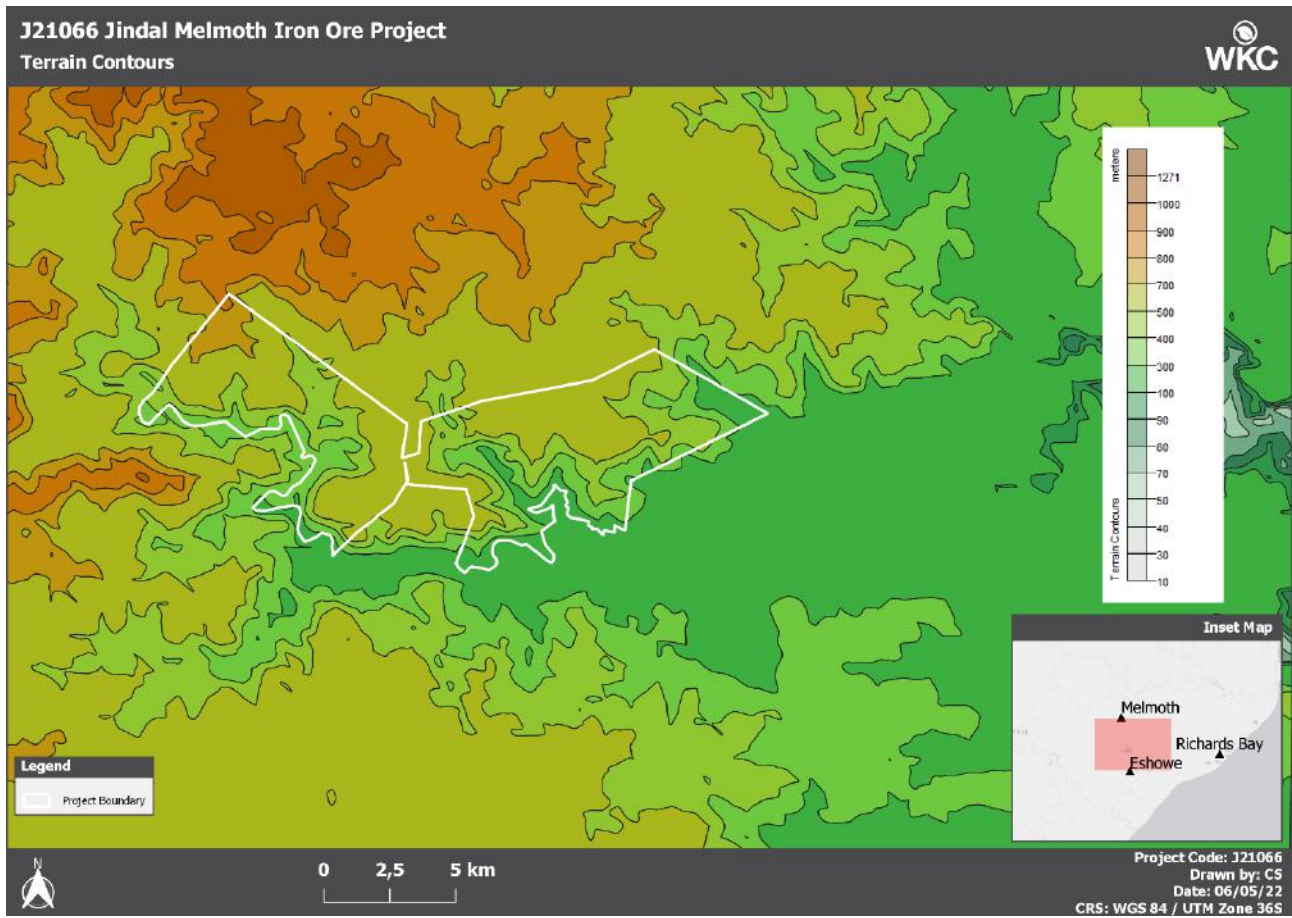 J21066 Jindal Melmoth Iron Ore Project
Terrain Contours
WKC
meters
1271
1000
900
800
700
500
400
300
100
90
80
70
50
40
30
10
Terrain Contours
Inset Map
Melmoth
Richards Bay
Eshowe
Legend
Project Boundary
N
0 2,5 5 km
Project Code: J21066
Drawn by: CS
Date: 06/05/22
CRS: WGS 84 / UTM Zone 36S